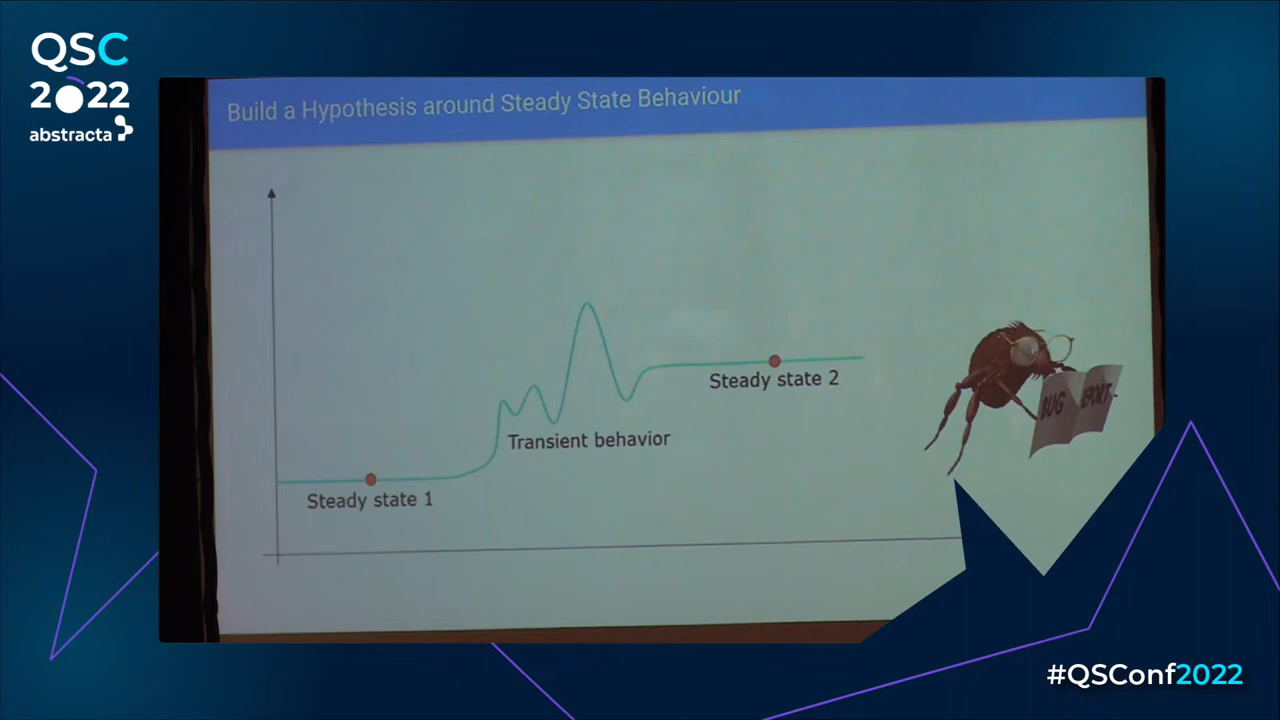 QSC
2022
abstracta
Build a Hypothesis around Steady State Behaviour
Steady state 2
Transient behavior
Steady state 1
BUG REPORT
#QSConf2022